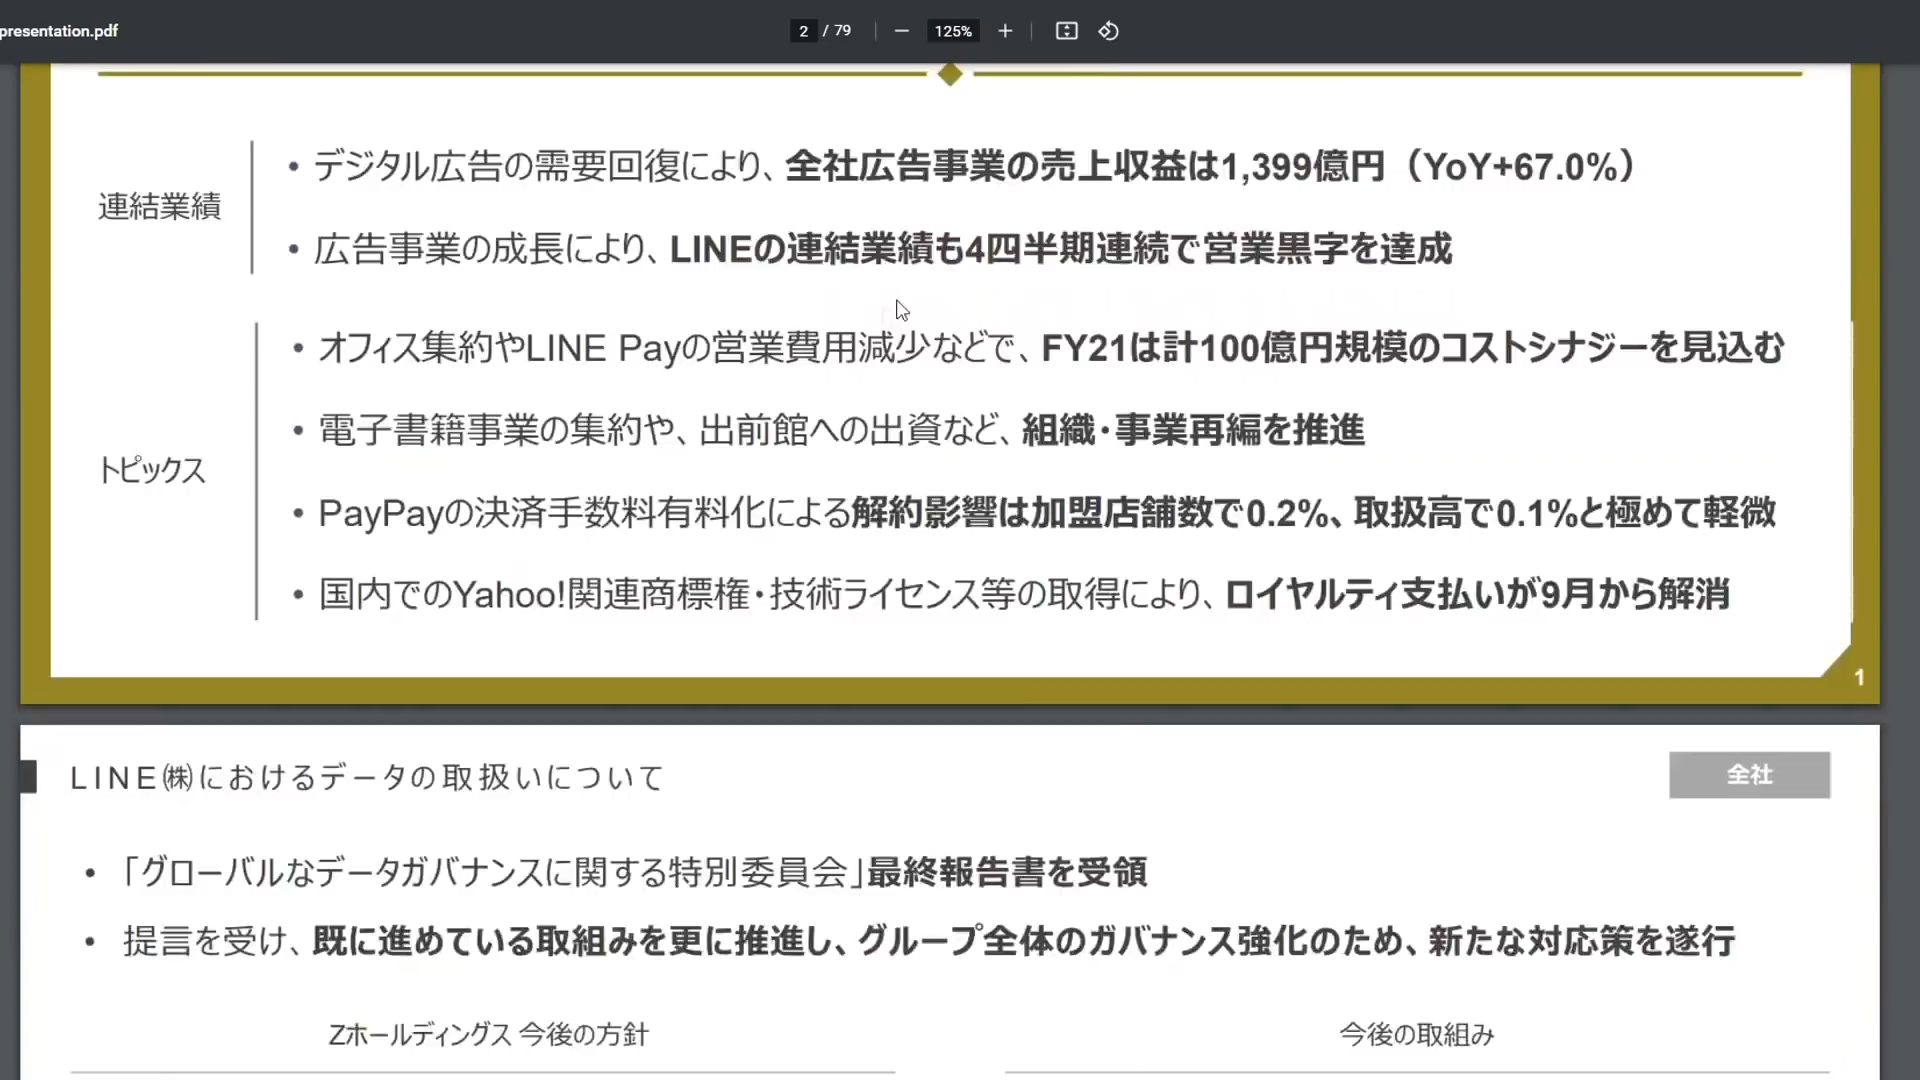 presentation.pdf
2 / 79
125%
連結業績
• デジタル広告の需要回復により、全社広告事業の売上収益は1,399億円（YoY+67.0%）
• 広告事業の成長により、LINEの連結業績も4四半期連続で営業黒字を達成
トピックス
• オフィス集約やLINE Payの営業費用減少などで、FY21は計100億円規模のコストシナジーを見込む
• 電子書籍事業の集約や、出前館への出資など、組織・事業再編を推進
• PayPayの決済手数料有料化による解約影響は加盟店舗数で0.2%、取扱高で0.1%と極めて軽微
• 国内でのYahoo!関連商標権・技術ライセンス等の取得により、ロイヤルティ支払いが9月から解消
1
LINE㈱におけるデータの取扱いについて
全社
• 「グローバルなデータガバナンスに関する特別委員会」最終報告書を受領
• 提言を受け、既に進めている取組みを更に推進し、グループ全体のガバナンス強化のため、新たな対応策を遂行
Zホールディングス 今後の方針
今後の取組み